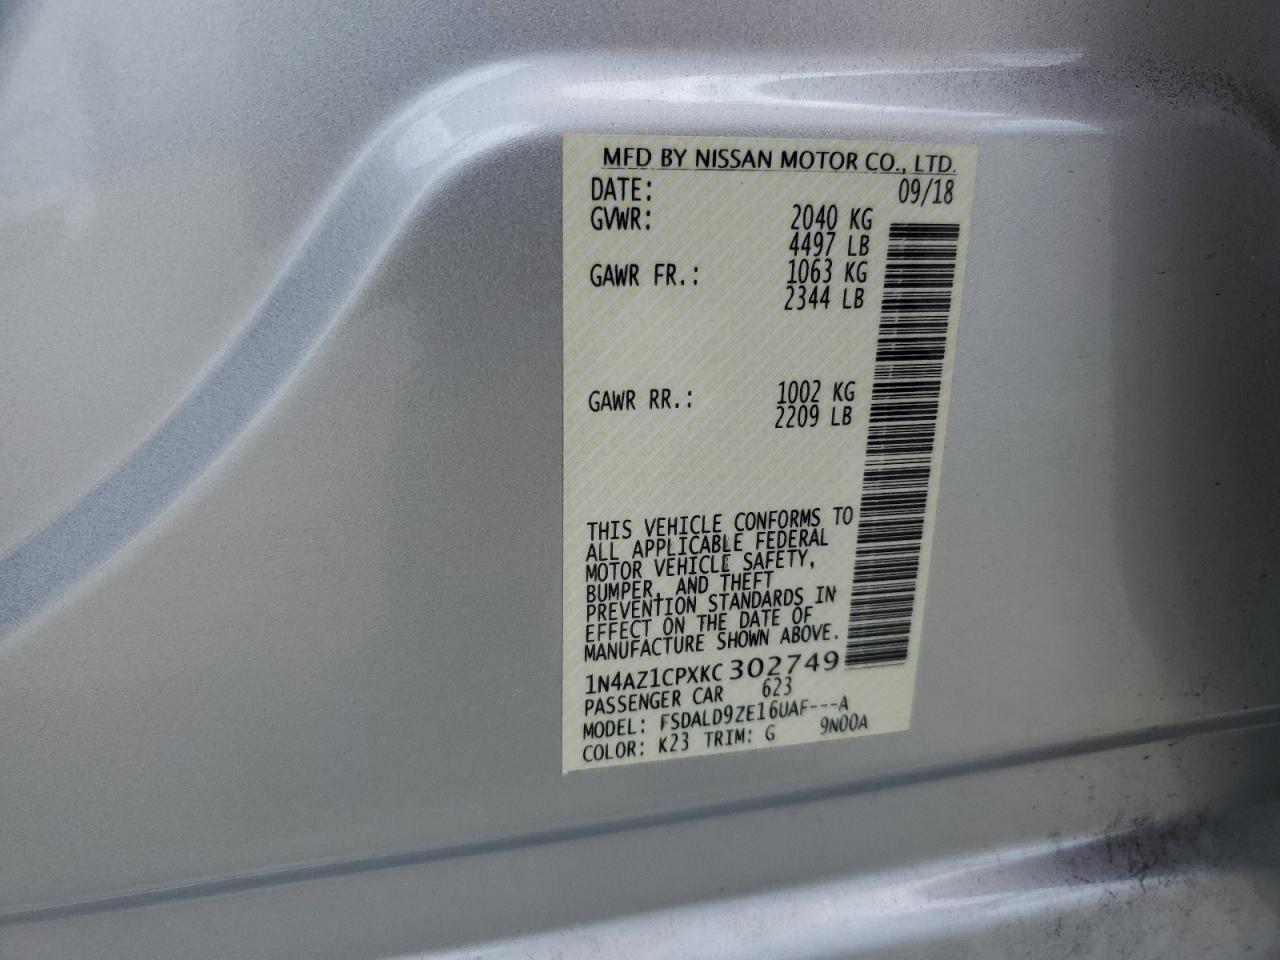 MFD BY NISSAN MOTOR CO., LTD.
DATE: 09/18
GVWR: 2040 KG
4497 LB
GAWR FR.: 1063 KG
2344 LB
GAWR RR.: 1002 KG
2209 LB
THIS VEHICLE CONFORMS TO
ALL APPLICABLE FEDERAL
MOTOR VEHICLE SAFETY,
BUMPER, AND THEFT
PREVENTION STANDARDS IN
EFFECT ON THE DATE OF
MANUFACTURE SHOWN ABOVE.
1N4AZ1CPXKC302749
PASSENGER CAR 623
MODEL: FSDALD9ZE16UAF---A
COLOR: K23 TRIM: G 9N00A